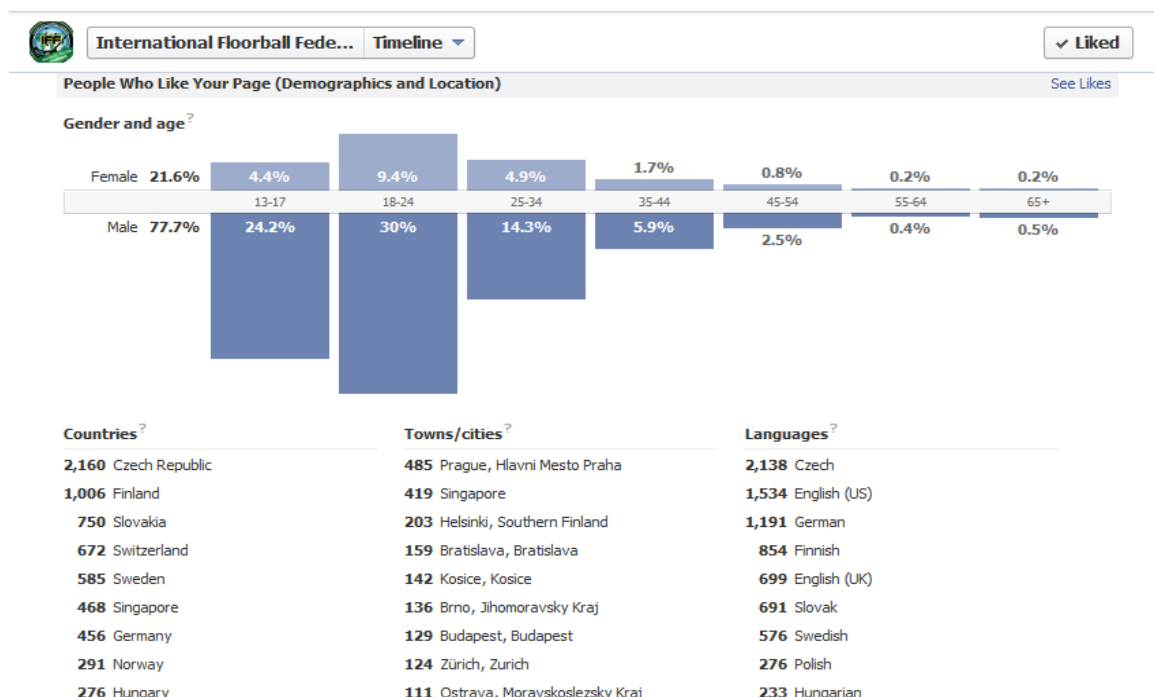 IFF
International Floorball Fede... Timeline
Liked
People Who Like Your Page (Demographics and Location) See Likes
Gender and age?
Female 21.6% 4.4% 9.4% 4.9% 1.7% 0.8% 0.2% 0.2%
13-17 18-24 25-34 35-44 45-54 55-64 65+
Male 77.7% 24.2% 30% 14.3% 5.9% 2.5% 0.4% 0.5%
Countries?
2,160 Czech Republic
1,006 Finland
750 Slovakia
672 Switzerland
585 Sweden
468 Singapore
456 Germany
291 Norway
276 Hungary
Towns/cities?
485 Prague, Hlavni Mesto Praha
419 Singapore
203 Helsinki, Southern Finland
159 Bratislava, Bratislava
142 Kosice, Kosice
136 Brno, Jihomoravsky Kraj
129 Budapest, Budapest
124 Zürich, Zurich
111 Ostrava, Moravskoslezsky Kraj
Languages?
2,138 Czech
1,534 English (US)
1,191 German
854 Finnish
699 English (UK)
691 Slovak
576 Swedish
276 Polish
233 Hungarian